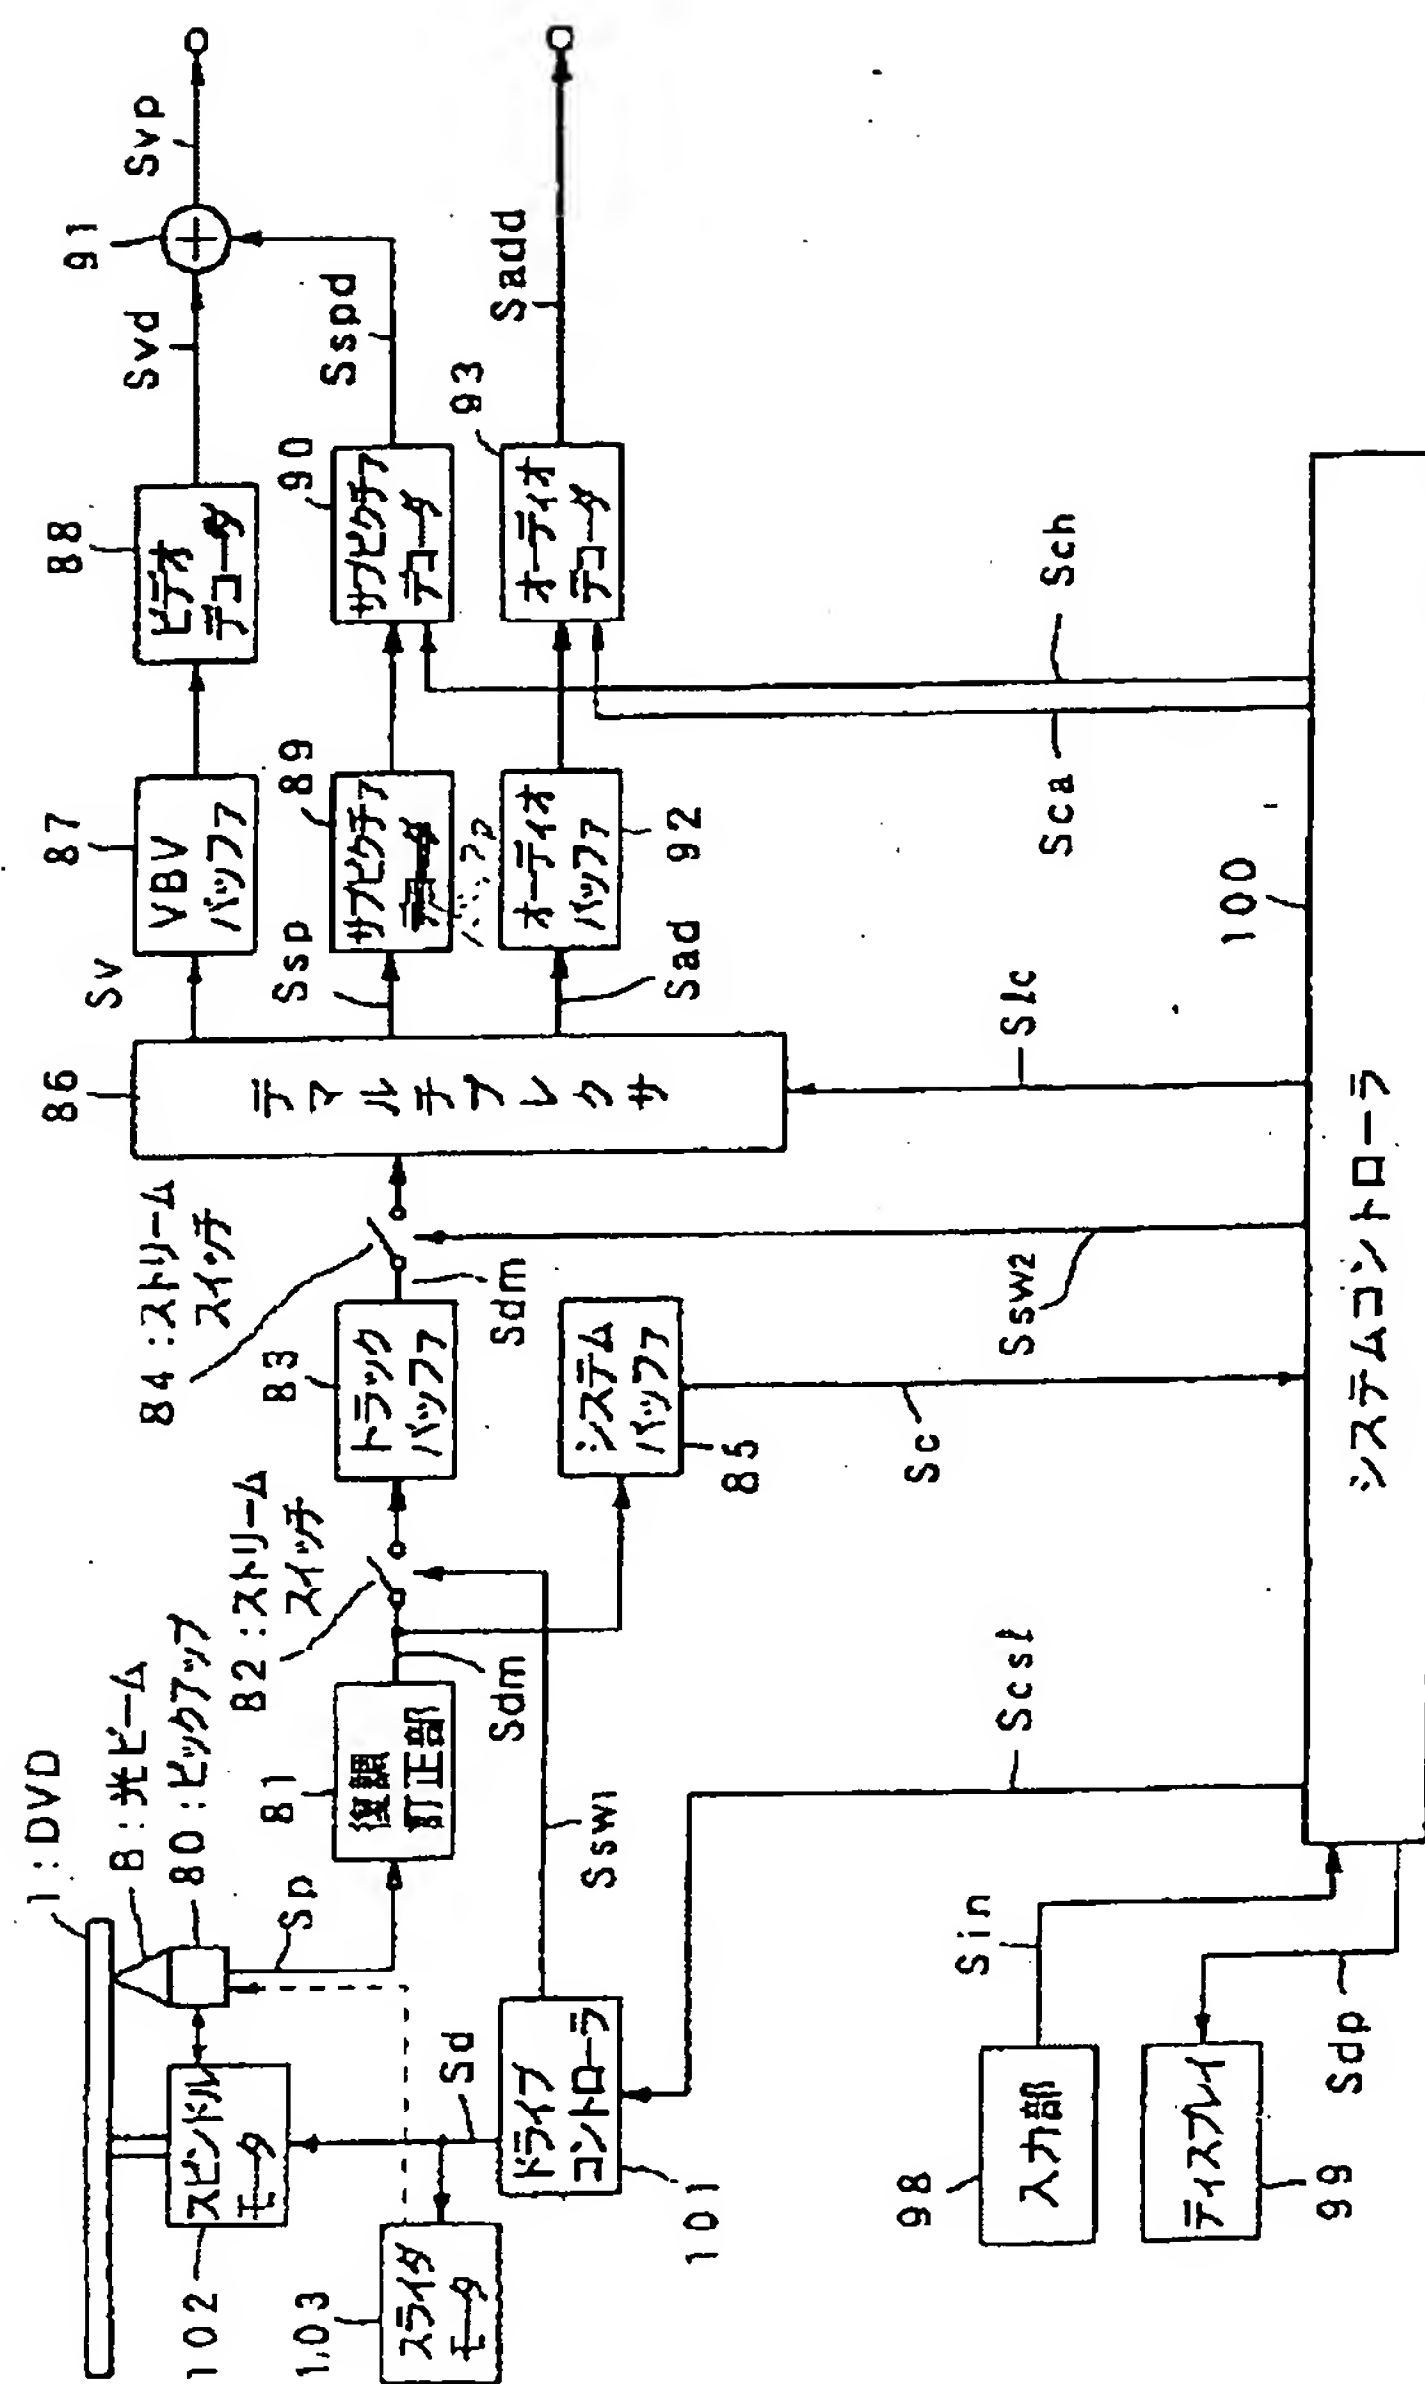 1:DVD
B:光ビーム
80:ピックアップ
82:ストリーム
スイッチ
84:ストリーム
スイッチ
86
87
88
91
Sp
81
復調
訂正部
Sdm
83
トラック
バッファ
Sdm
デマルチプレクサ
Sv
VBV
バッファ
ビデオ
デコーダ
Svd
Svp
Ssp
89
サブピクチァ
90
サブピクチァ
デコーダ
Sspd
Sad
オーディオ
バッファ
92
93
オーディオ
デコーダ
Sadd
102
スピンドル
モータ
103
スライダ
モータ
Sd
ドライブ
コントローラ
101
Ssw1
システム
バッファ
85
Sc
Ssw2
Slc
Sca
Sch
Scsl
100
システムコントローラ
98
入力部
Sin
99
ディスプレイ
Sdp